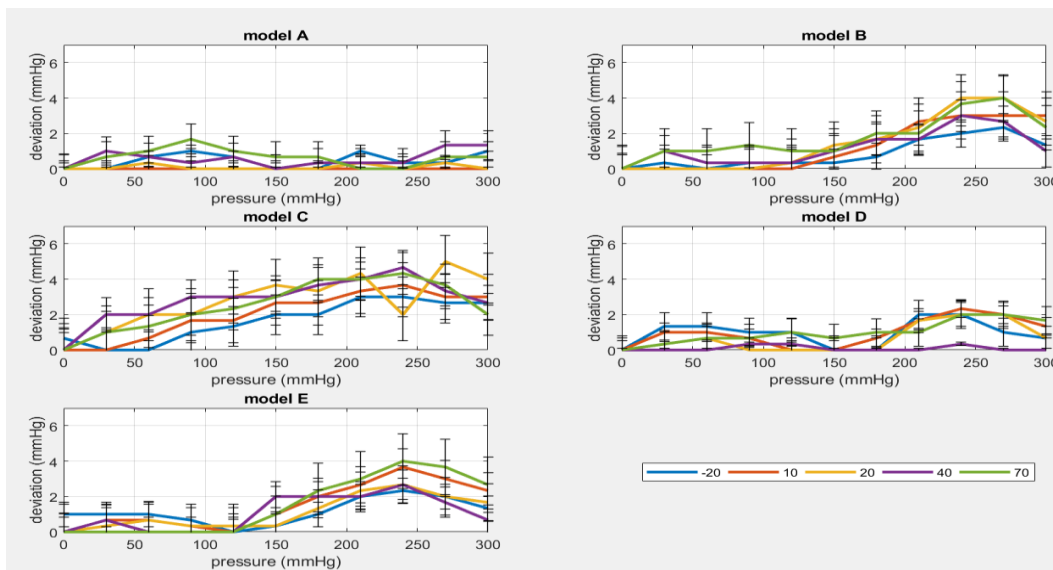 model A
deviation (mmHg)
6
4
2
0
0 50 100 150 200 250 300
pressure (mmHg)
model B
deviation (mmHg)
6
4
2
0
0 50 100 150 200 250 300
pressure (mmHg)
model C
deviation (mmHg)
6
4
2
0
0 50 100 150 200 250 300
pressure (mmHg)
model D
deviation (mmHg)
6
4
2
0
0 50 100 150 200 250 300
pressure (mmHg)
model E
deviation (mmHg)
6
4
2
0
0 50 100 150 200 250 300
pressure (mmHg)
-20 10 20 40 70